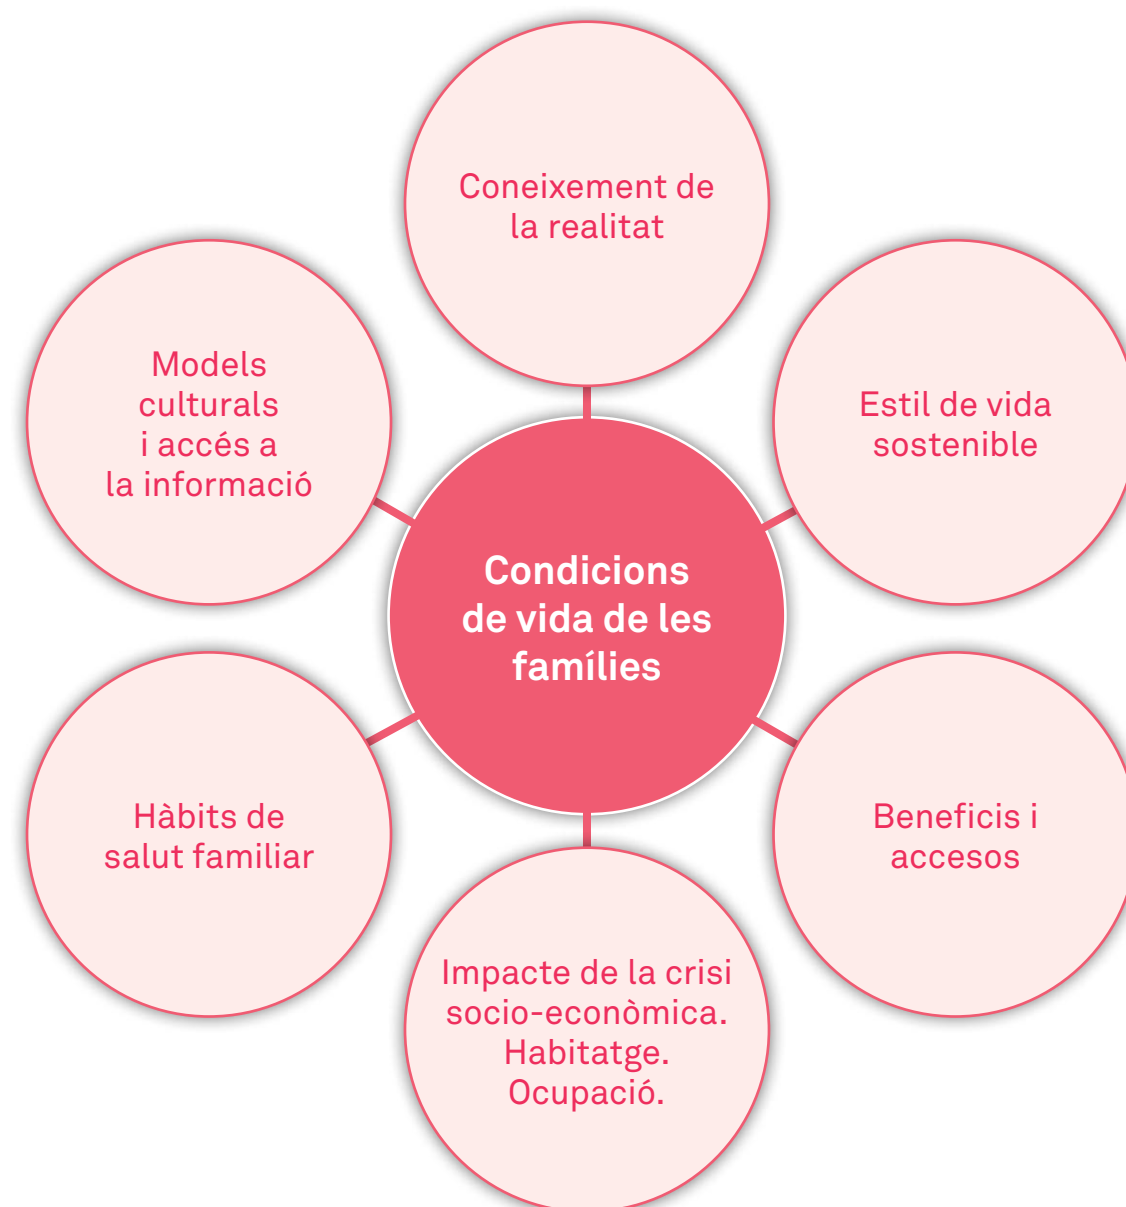 Coneixement de
la realitat
Estil de vida
sostenible
Beneficis i
accesos
Impacte de la crisi
socio-econòmica.
Habitatge.
Ocupació.
Hàbits de
salut familiar
Models
culturals
i accés a
la informació
Condicions
de vida de les
famílies